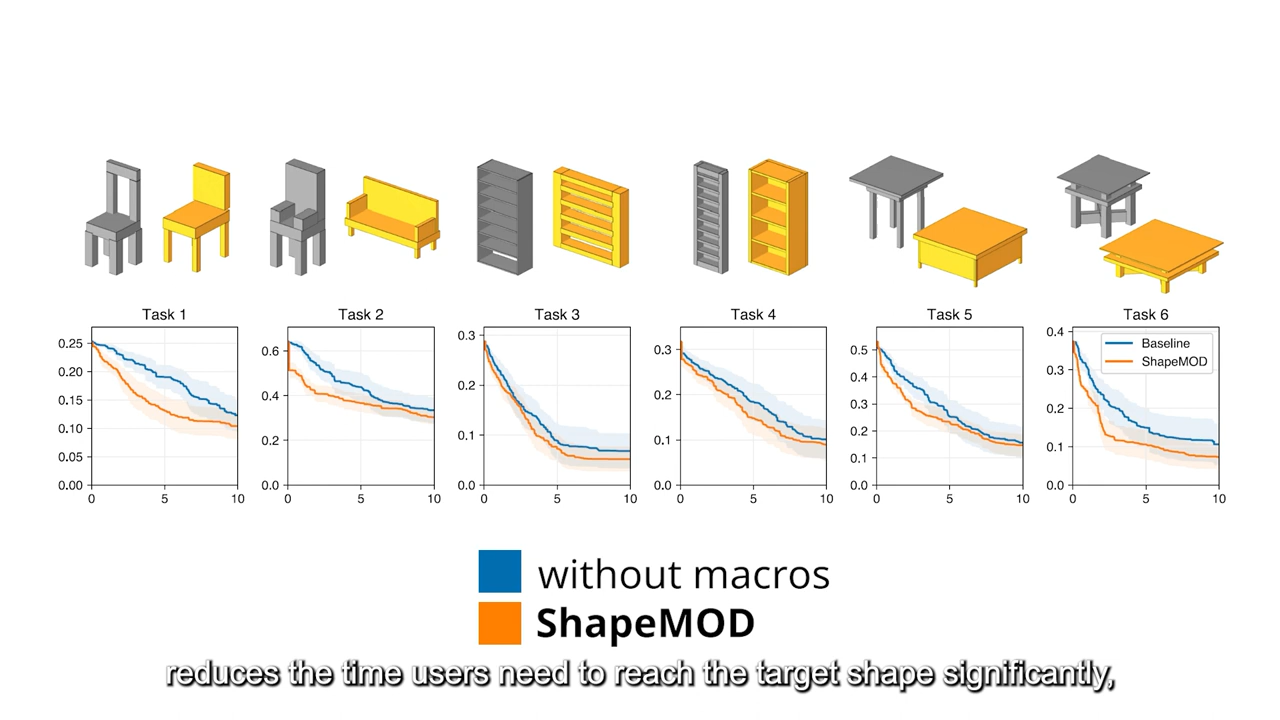 Task 1
Task 2
Task 3
Task 4
Task 5
Task 6
0.25
0.20
0.15
0.10
0.05
0.00
0 5 10
0.6
0.4
0.2
0.0
0 5 10
0.3
0.2
0.1
0.0
0 5 10
0.3
0.2
0.1
0.0
0 5 10
0.5
0.4
0.3
0.2
0.1
0.0
0 5 10
0.4
0.3
0.2
0.1
0.0
0 5 10
Baseline
ShapeMOD
without macros
ShapeMOD
reduces the time users need to reach the target shape significantly,